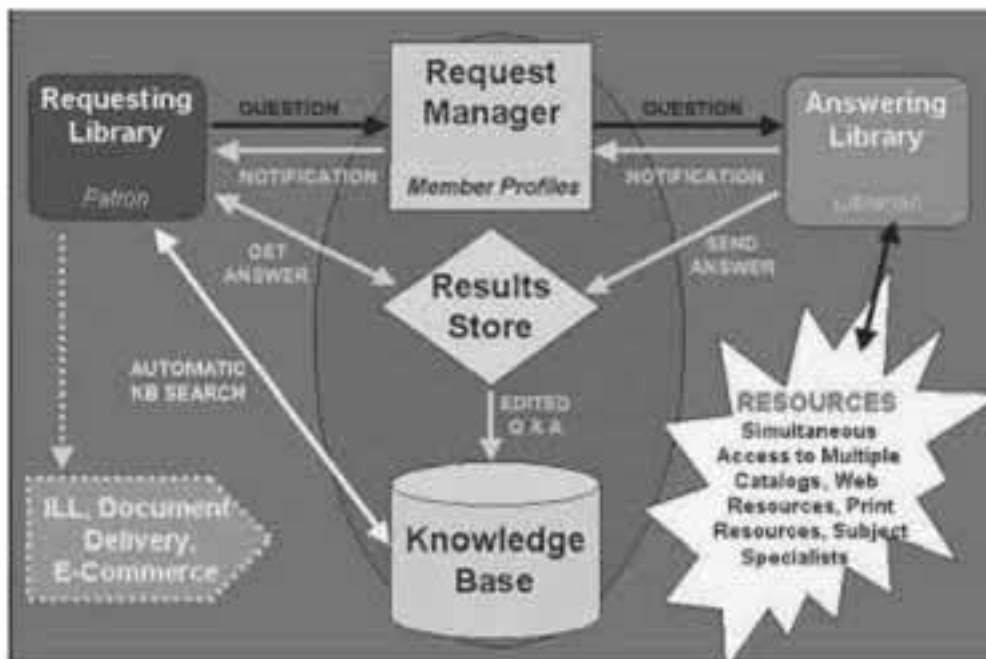 Requesting
Library
Patron
QUESTION
NOTIFICATION
Request
Manager
Member Profiles
QUESTION
NOTIFICATION
Answering
Library
GET
ANSWER
SEND
ANSWER
Results
Store
AUTOMATIC
KB SEARCH
EDITED
Knowledge
Base
ILL, Document
Delivery,
E-Commerce
RESOURCES
Simultaneous
Access to Multiple
Catalogs, Web
Resources, Print
Resources, Subject
Specialists